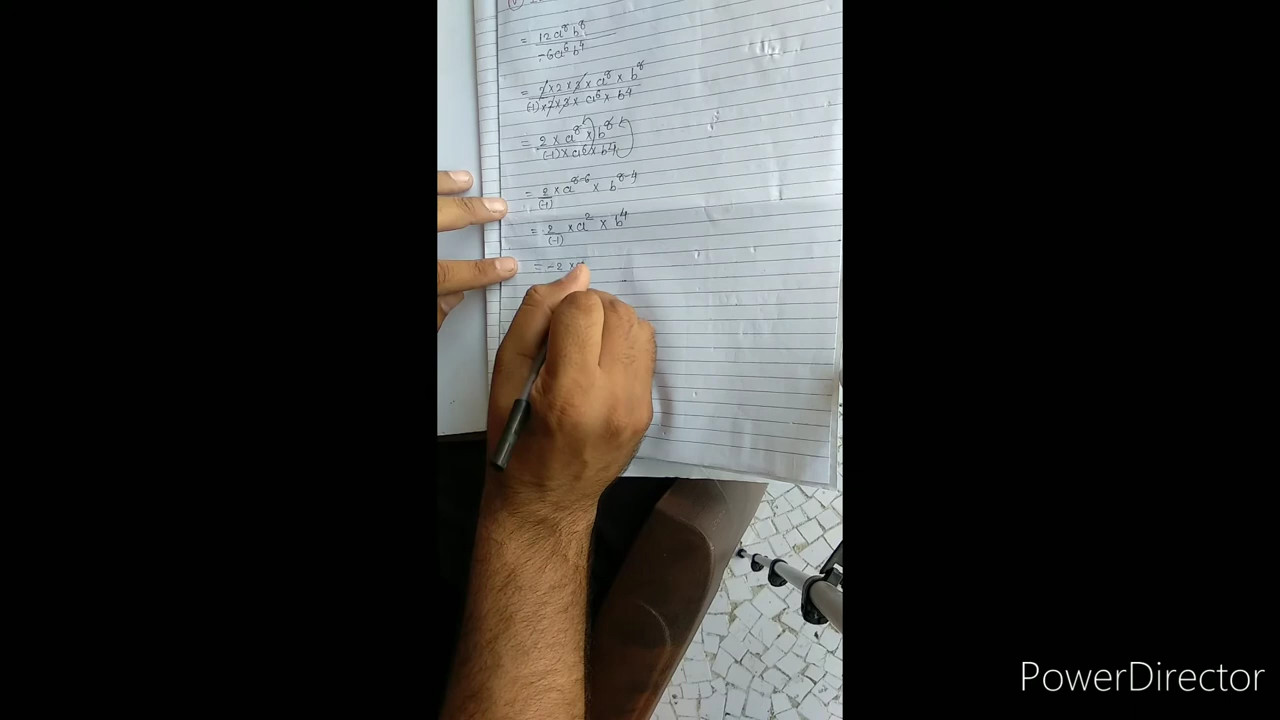 = 12a⁸b⁸ / -6a⁶b⁴
= 2×2×3×a⁸×b⁸ / (-1)×2×3×a⁶×b⁴
= 2×a⁸×b⁸ / (-1)×a⁶×b⁴
= 2/(-1) ×a⁸⁻⁶ × b⁸⁻⁴
= 2/(-1) ×a² × b⁴
= -2 ×
PowerDirector